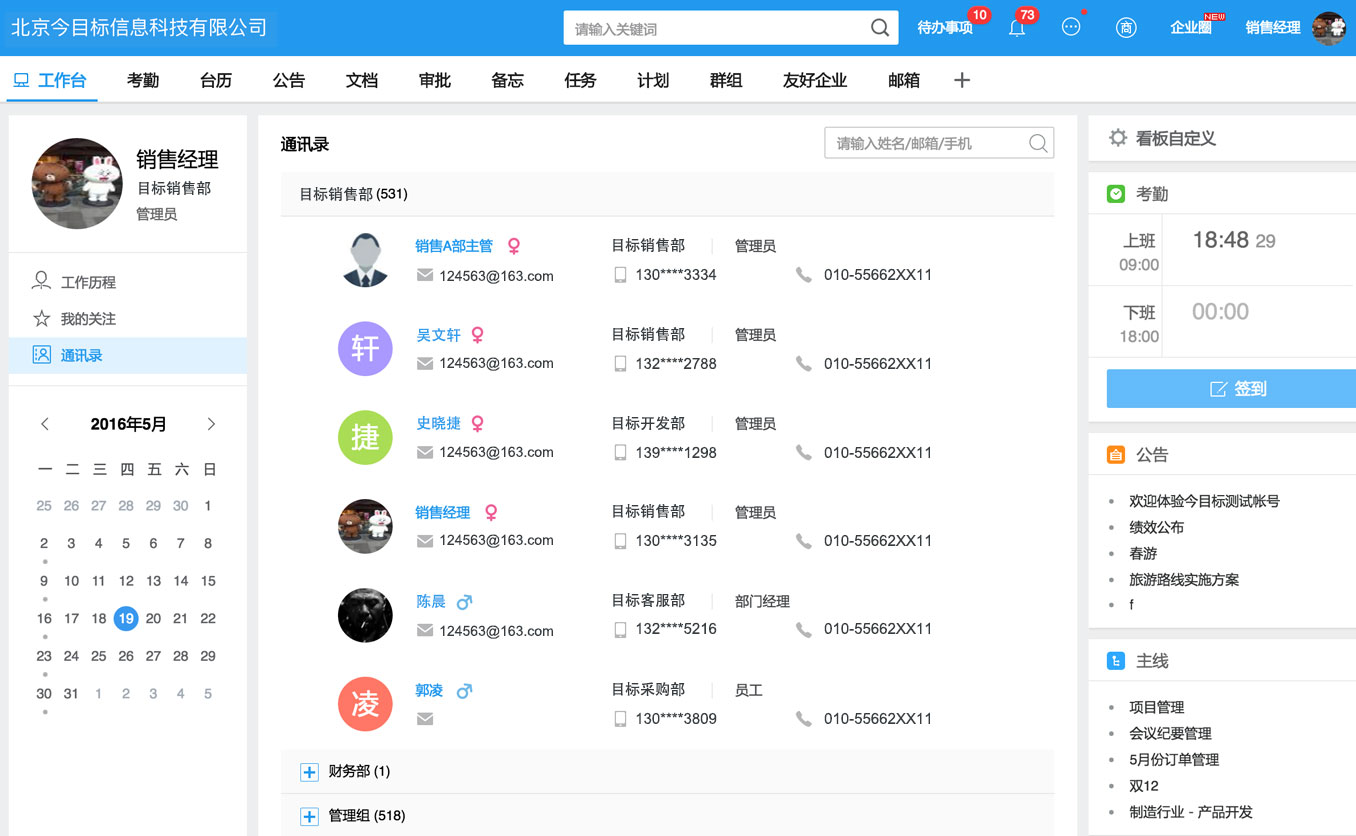 北京今目标信息科技有限公司
请输入关键词
待办事项 10
73
商
企业圈 NEW
销售经理
工作台 考勤 台历 公告 文档 审批 备忘 任务 计划 群组 友好企业 邮箱
销售经理
目标销售部
管理员
工作历程
我的关注
通讯录
2016年5月
一 二 三 四 五 六 日
25 26 27 28 29 30 1
2 3 4 5 6 7 8
9 10 11 12 13 14 15
16 17 18 19 20 21 22
23 24 25 26 27 28 29
30 31 1 2 3 4 5
通讯录
请输入姓名/邮箱/手机
目标销售部 (531)
销售A部主管 目标销售部 管理员
124563@163.com 130****3334 010-55662XX11
轩
吴文轩 目标销售部 管理员
124563@163.com 132****2788 010-55662XX11
捷
史晓捷 目标开发部 管理员
124563@163.com 139****1298 010-55662XX11
销售经理 目标销售部 管理员
124563@163.com 130****3135 010-55662XX11
陈晨 目标客服部 部门经理
124563@163.com 132****5216 010-55662XX11
凌
郭凌 目标采购部 员工
130****3809 010-55662XX11
财务部 (1)
管理组 (518)
看板自定义
考勤
上班 18:48 29
09:00
下班 00:00
18:00
签到
公告
欢迎体验今目标测试帐号
绩效公布
春游
旅游路线实施方案
f
主线
项目管理
会议纪要管理
5月份订单管理
双12
制造行业 - 产品开发